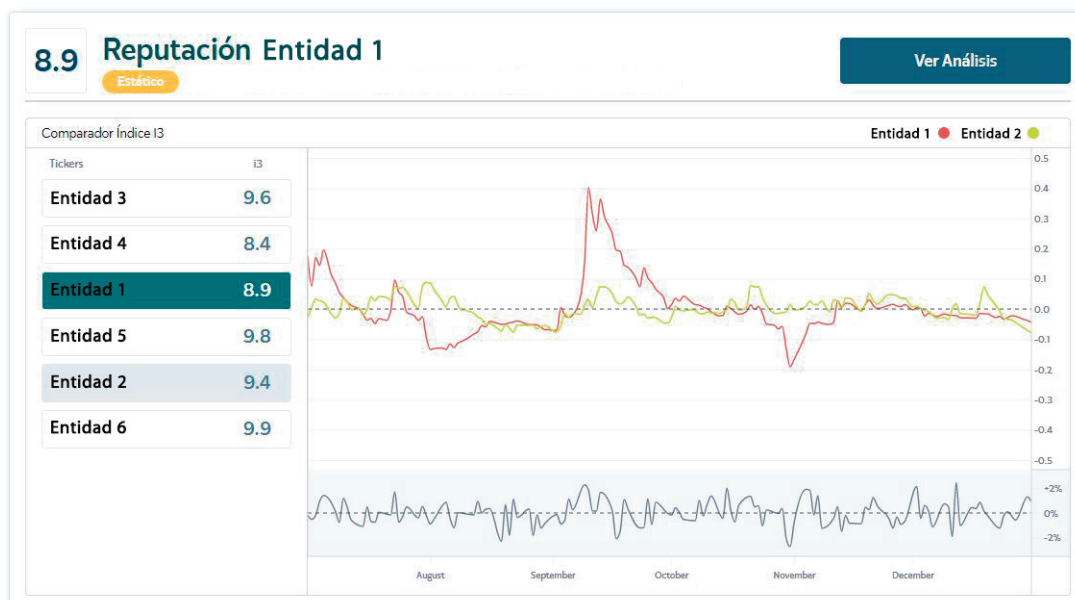 8.9
Reputación Entidad 1
Estético
Ver Análisis
Comparador Índice I3
Entidad 1
Entidad 2
Tickers i3
Entidad 3 9.6
Entidad 4 8.4
Entidad 1 8.9
Entidad 5 9.8
Entidad 2 9.4
Entidad 6 9.9
0.5
0.4
0.3
0.2
0.1
0.0
-0.1
-0.2
-0.3
-0.4
-0.5
+2%
0%
-2%
August September October November December